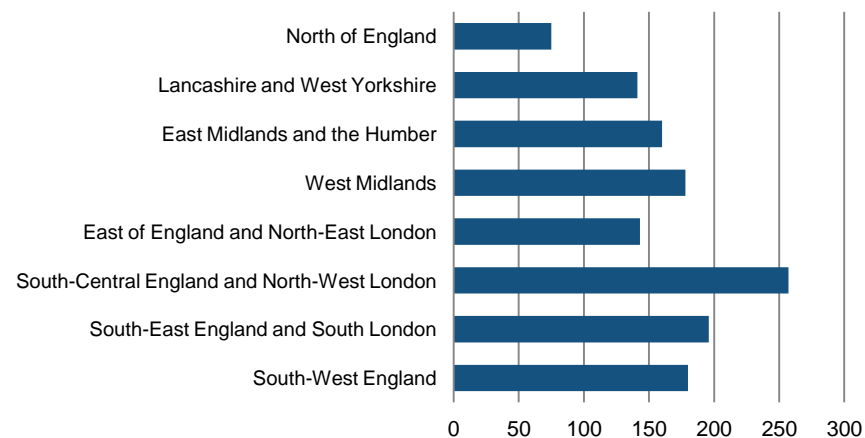 North of England
Lancashire and West Yorkshire
East Midlands and the Humber
West Midlands
East of England and North-East London
South-Central England and North-West London
South-East England and South London
South-West England
0 50 100 150 200 250 300